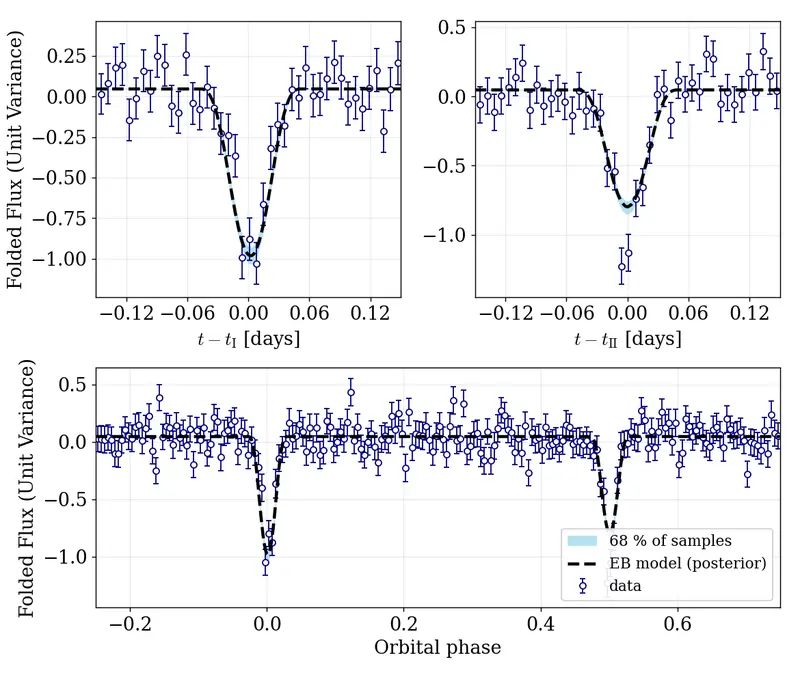 Folded Flux (Unit Variance)
0.25
0.00
−0.25
−0.50
−0.75
−1.00
−0.12 −0.06 0.00 0.06 0.12
t − t_I [days]
0.5
0.0
−0.5
−1.0
−0.12 −0.06 0.00 0.06 0.12
t − t_II [days]
Folded Flux (Unit Variance)
0.5
0.0
−0.5
−1.0
68 % of samples
EB model (posterior)
data
−0.2 0.0 0.2 0.4 0.6
Orbital phase